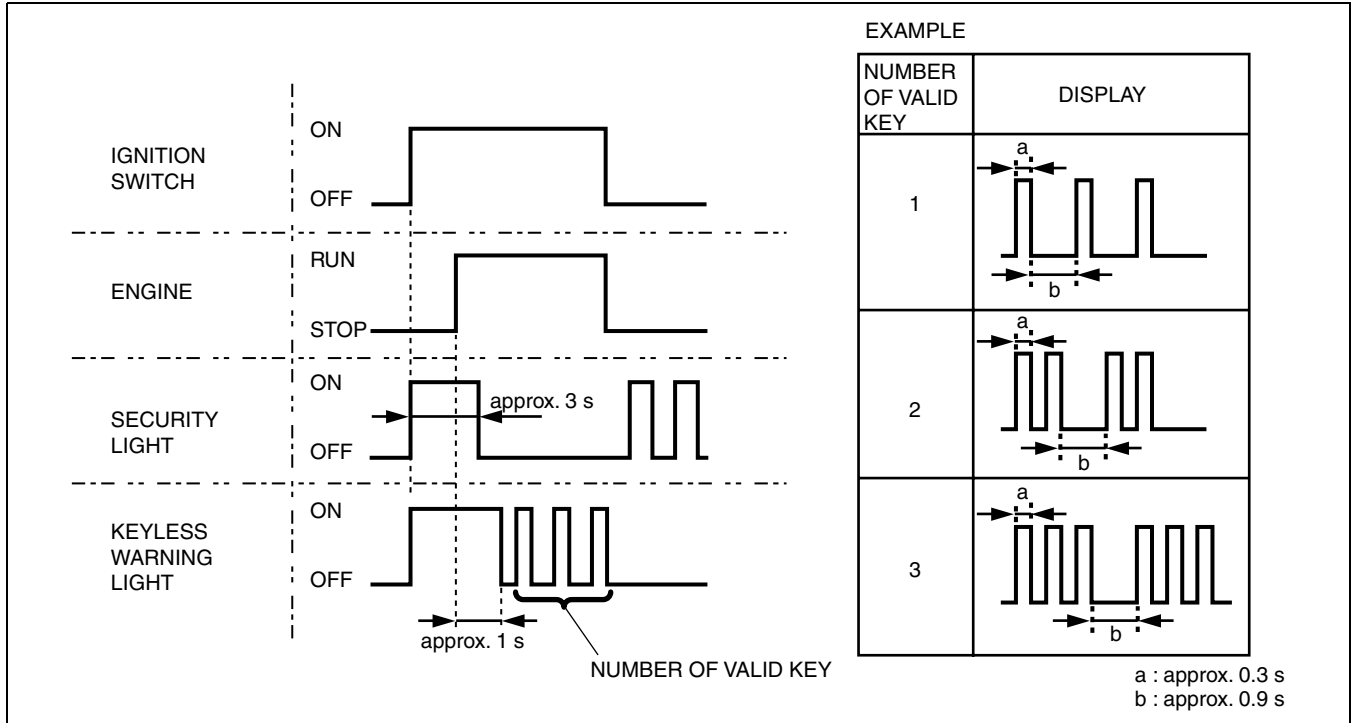 IGNITION
SWITCH
ON
OFF
ENGINE
RUN
STOP
SECURITY
LIGHT
ON
OFF
approx. 3 s
KEYLESS
WARNING
LIGHT
ON
OFF
approx. 1 s
NUMBER OF VALID KEY
EXAMPLE
NUMBER
OF VALID
KEY
DISPLAY
1
a
b
2
a
b
3
a
b
a : approx. 0.3 s
b : approx. 0.9 s